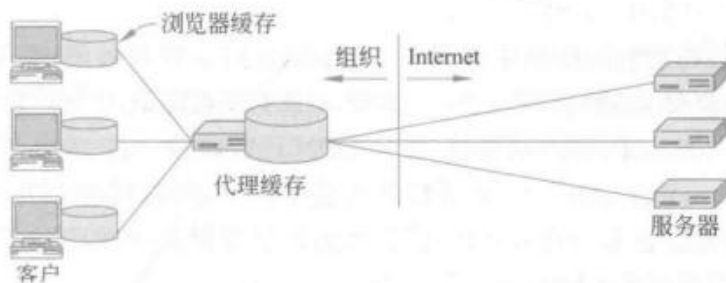 浏览器缓存
组织
Internet
代理缓存
服务器
客户